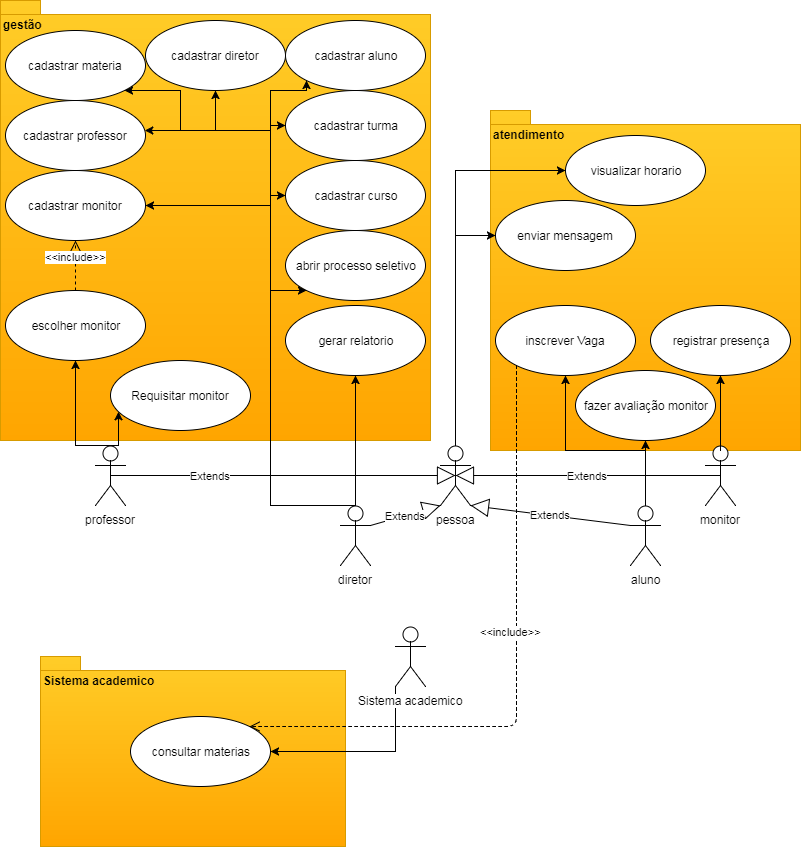 gestão
cadastrar materia
cadastrar diretor
cadastrar aluno
cadastrar professor
cadastrar turma
cadastrar monitor
cadastrar curso
<<include>>
abrir processo seletivo
escolher monitor
gerar relatorio
Requisitar monitor
atendimento
visualizar horario
enviar mensagem
inscrever Vaga
registrar presença
fazer avaliação monitor
Extends
Extends
professor
Extends
pessoa
Extends
monitor
diretor
aluno
<<include>>
Sistema academico
Sistema academico
consultar materias